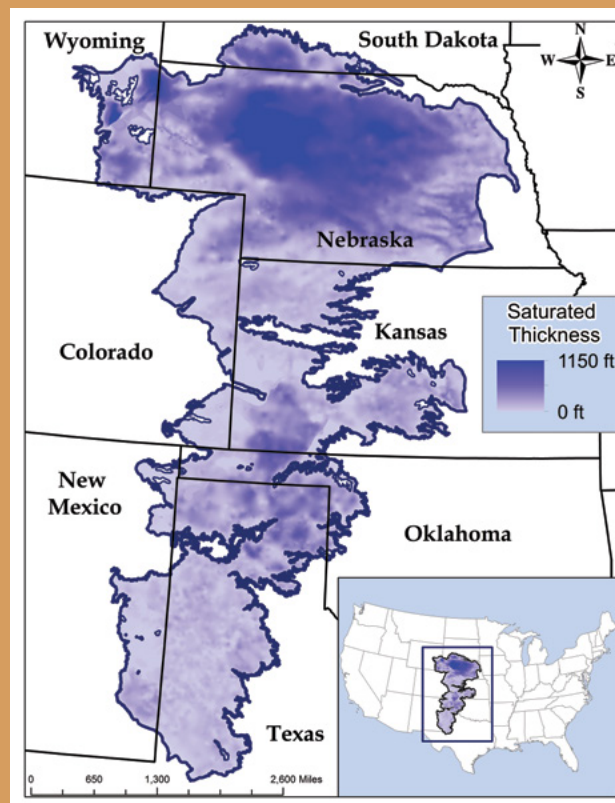 Wyoming
South Dakota
N
W E
S
Nebraska
Saturated
Thickness
1150 ft
0 ft
Kansas
Colorado
New
Mexico
Oklahoma
Texas
0 650 1,300 2,600 Miles